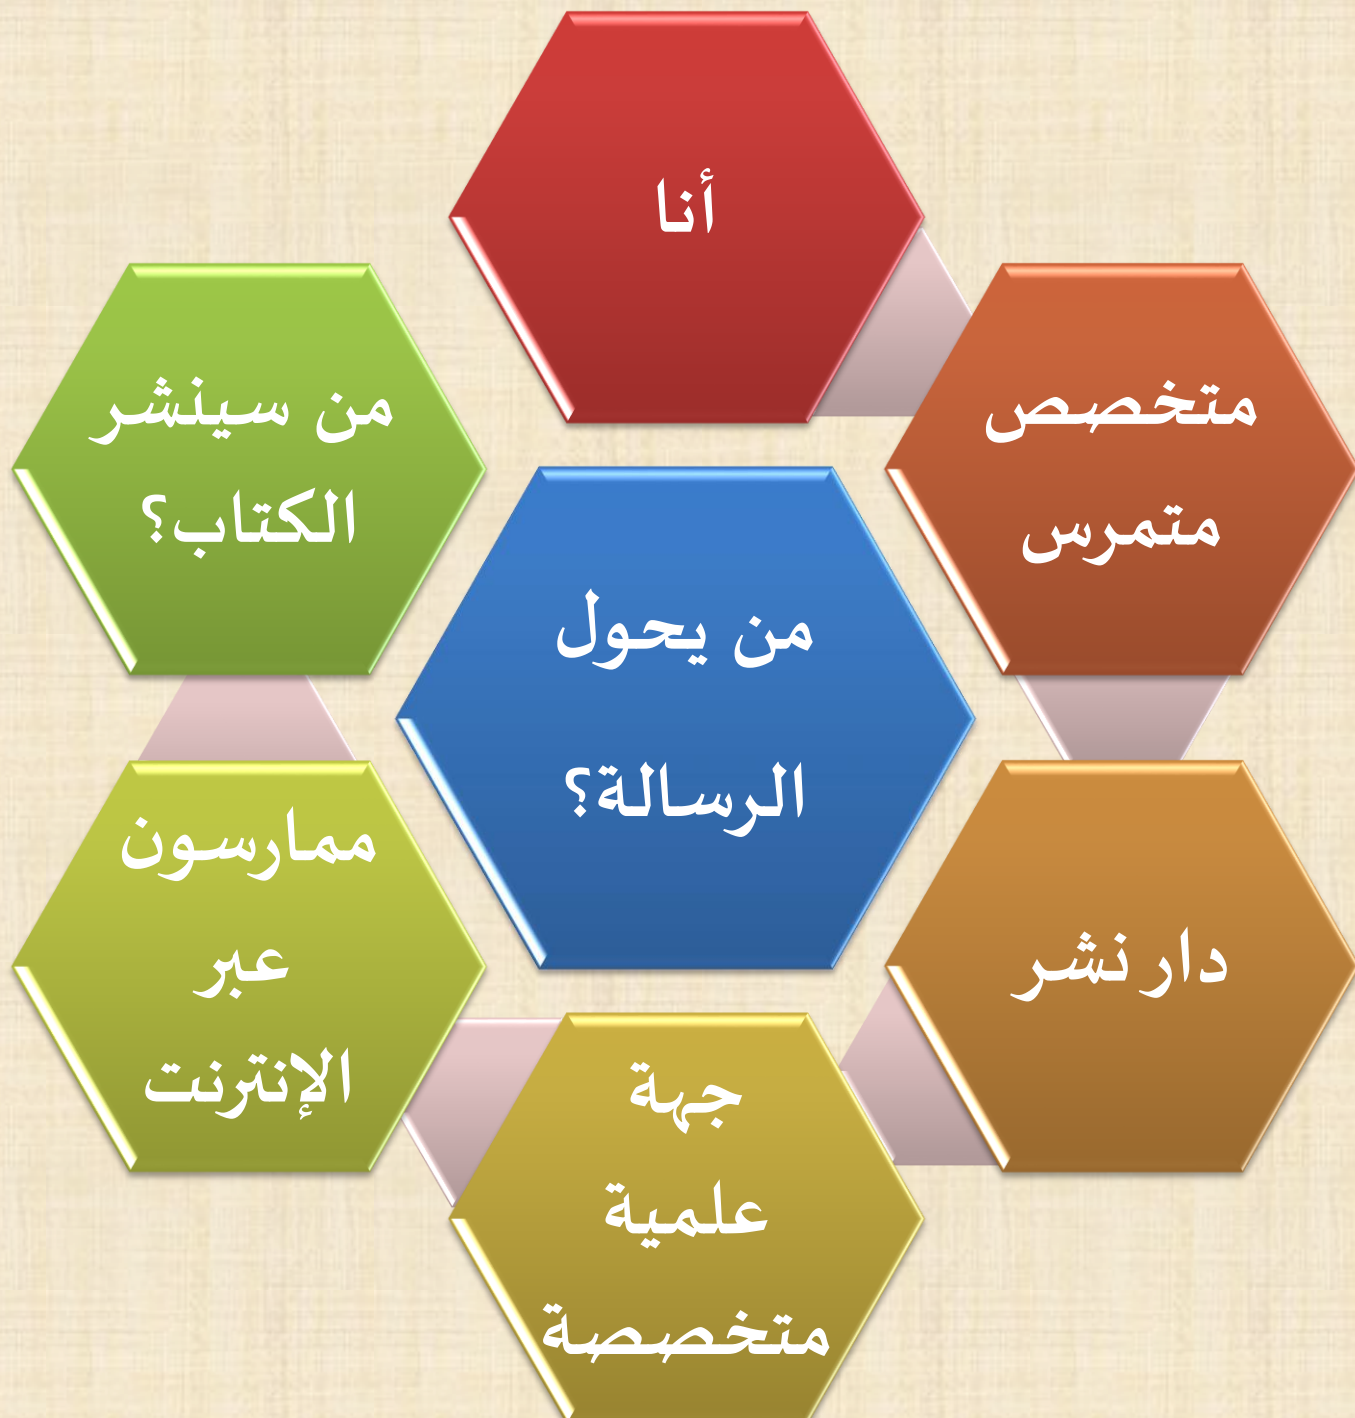 أنا
متخصص
متمرس
دار نشر
جهة
علمية
متخصصة
ممارسون
عبر
الإنترنت
من سينشر
الكتاب؟
من يحول
الرسالة؟